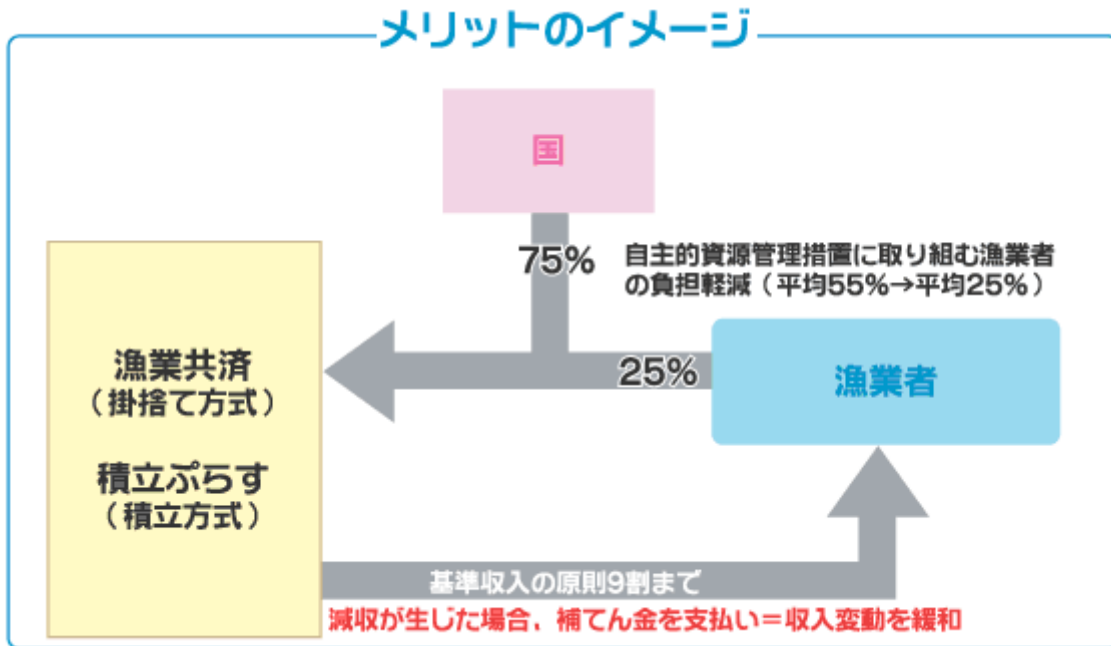 メリットのイメージ
国
75%
自主的資源管理措置に取り組む漁業者
の負担軽減（平均55%→平均25%）
25%
漁業者
漁業共済
（掛捨て方式）
積立ぷらす
（積立方式）
基準収入の原則9割まで
減収が生じた場合、補てん金を支払い＝収入変動を緩和